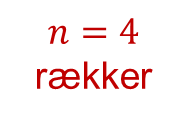 n = 4
rækker